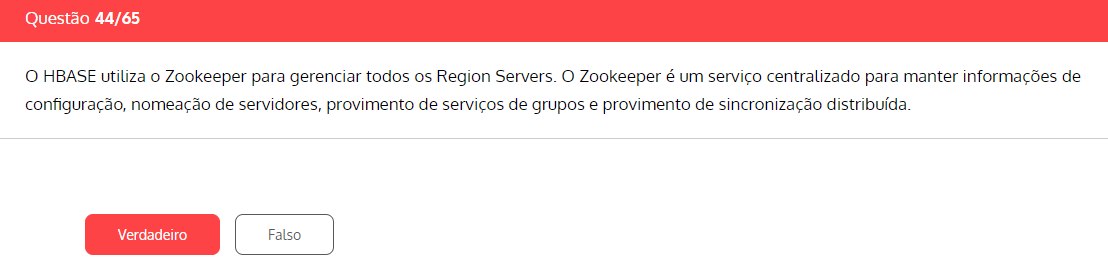 Questão 44/65
O HBASE utiliza o Zookeeper para gerenciar todos os Region Servers. O Zookeeper é um serviço centralizado para manter informações de
configuração, nomeação de servidores, provimento de serviços de grupos e provimento de sincronização distribuída.
Verdadeiro
Falso